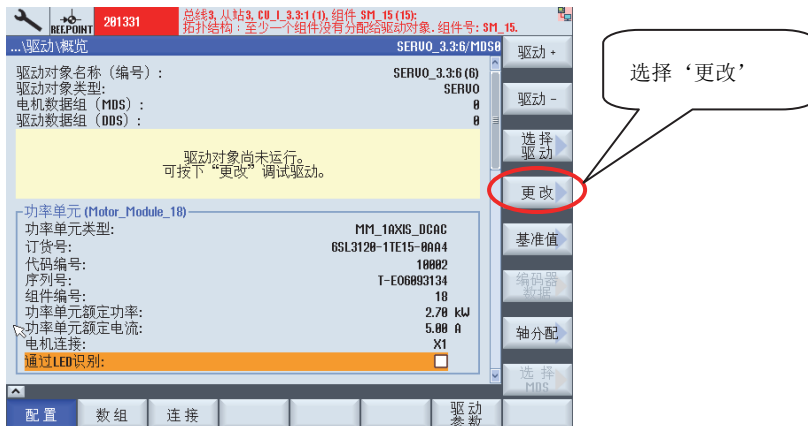 REF.POINT
201331
总线3, 从站3, CU_I_3.3:1 (1), 组件 SM_15 (15):
拓扑结构：至少一个组件没有分配给驱动对象. 组件号: SM_15.
...\驱动\概览
SERVO_3.3:6/MDS0
驱动对象名称（编号）:
SERVO_3.3:6 (6)
驱动对象类型:
SERVO
电机数据组（MDS）:
0
驱动数据组（DDS）:
0
驱动对象尚未运行。
可按下“更改”调试驱动。
功率单元 (Motor_Module_18)
功率单元类型:
MM_1AXIS_DCAC
订货号:
6SL3120-1TE15-0AA4
代码编号:
10002
序列号:
T-E06093134
组件编号:
18
功率单元额定功率:
2.70 kW
功率单元额定电流:
5.00 A
电机连接:
X1
通过LED识别:
驱动 +
驱动 -
选择
驱动
更改
基准值
编码器
数据
轴分配
选择
MDS
配置
数组
连接
驱动
参数
选择‘更改’